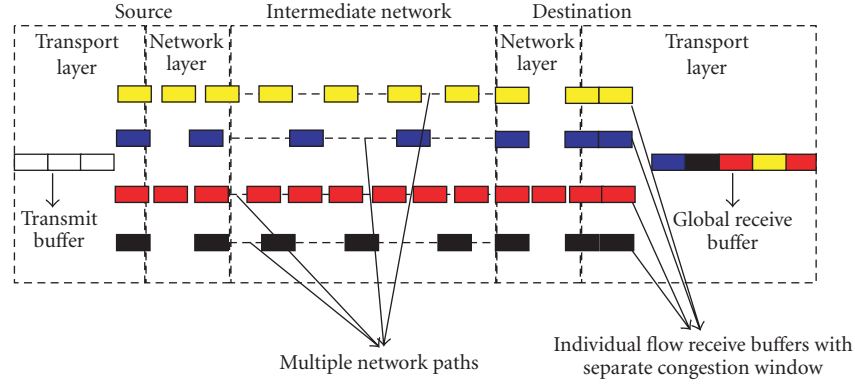 Source
Intermediate network
Destination
Transport
layer
Network
layer
Network
layer
Transport
layer
Transmit
buffer
Global receive
buffer
Multiple network paths
Individual flow receive buffers with
separate congestion window